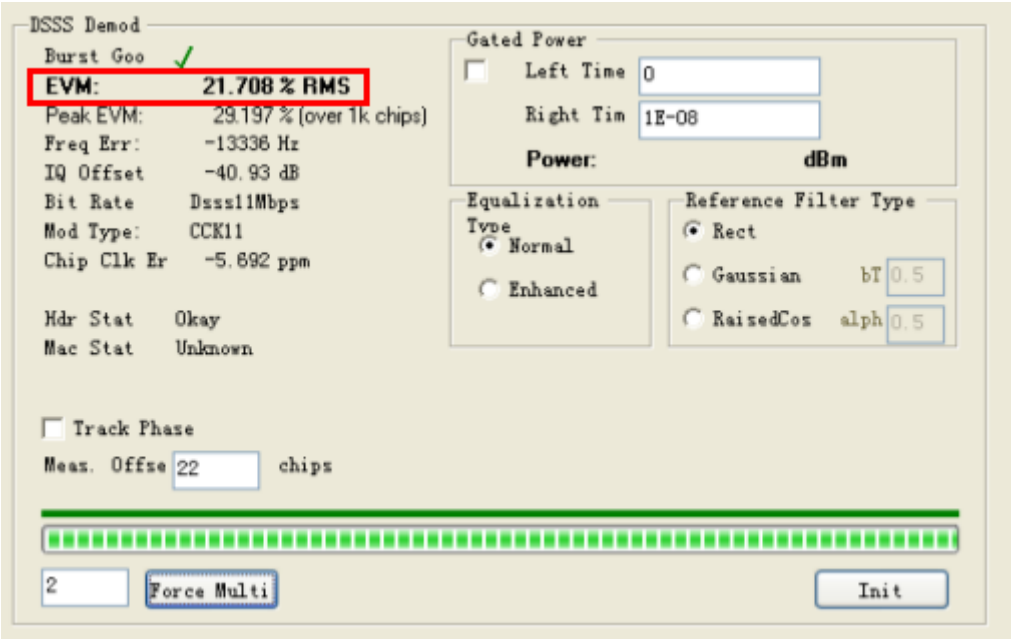 DSSS Demod
Burst Goo
EVM: 21.708 % RMS
Peak EVM: 29.197 % (over 1k chips)
Freq Err: -13336 Hz
IQ Offset -40.93 dB
Bit Rate Dsss11Mbps
Mod Type: CCK11
Chip Clk Er -5.692 ppm
Hdr Stat Okay
Mac Stat Unknown
Track Phase
Meas. Offse 22 chips
2 Force Multi
Gated Power
Left Time 0
Right Tim 1E-08
Power: dBm
Equalization
Type
Normal
Enhanced
Reference Filter Type
Rect
Gaussian bT 0.5
RaisedCos alph 0.5
Init